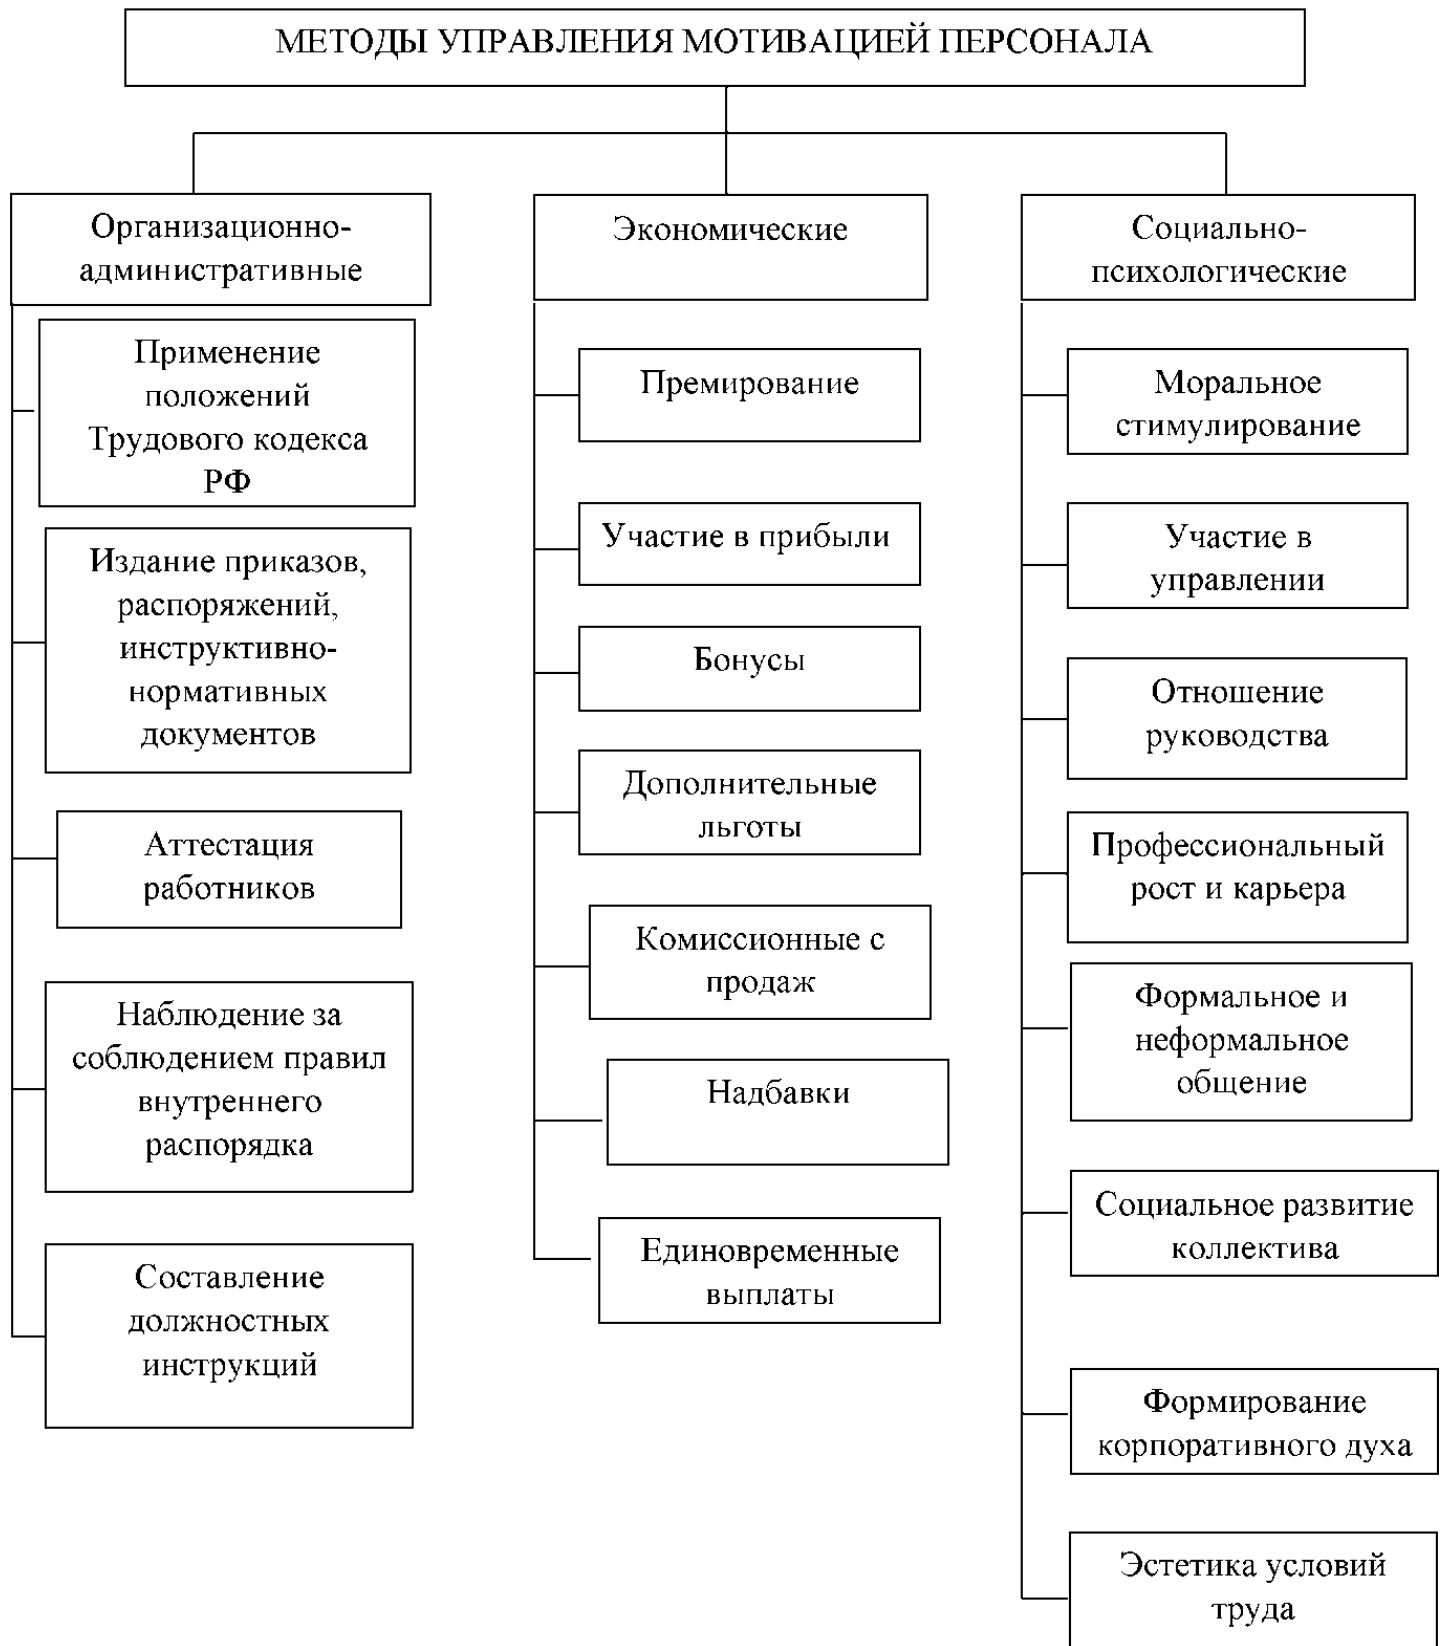 МЕТОДЫ УПРАВЛЕНИЯ МОТИВАЦИЕЙ ПЕРСОНАЛА
Организационно-
административные
Применение
положений
Трудового кодекса
РФ
Издание приказов,
распоряжений,
инструктивно-
нормативных
документов
Аттестация
работников
Наблюдение за
соблюдением правил
внутреннего
распорядка
Составление
должностных
инструкций
Экономические
Премирование
Участие в прибыли
Бонусы
Дополнительные
льготы
Комиссионные с
продаж
Надбавки
Единовременные
выплаты
Социально-
психологические
Моральное
стимулирование
Участие в
управлении
Отношение
руководства
Профессиональный
рост и карьера
Формальное и
неформальное
общение
Социальное развитие
коллектива
Формирование
корпоративного духа
Эстетика условий
труда